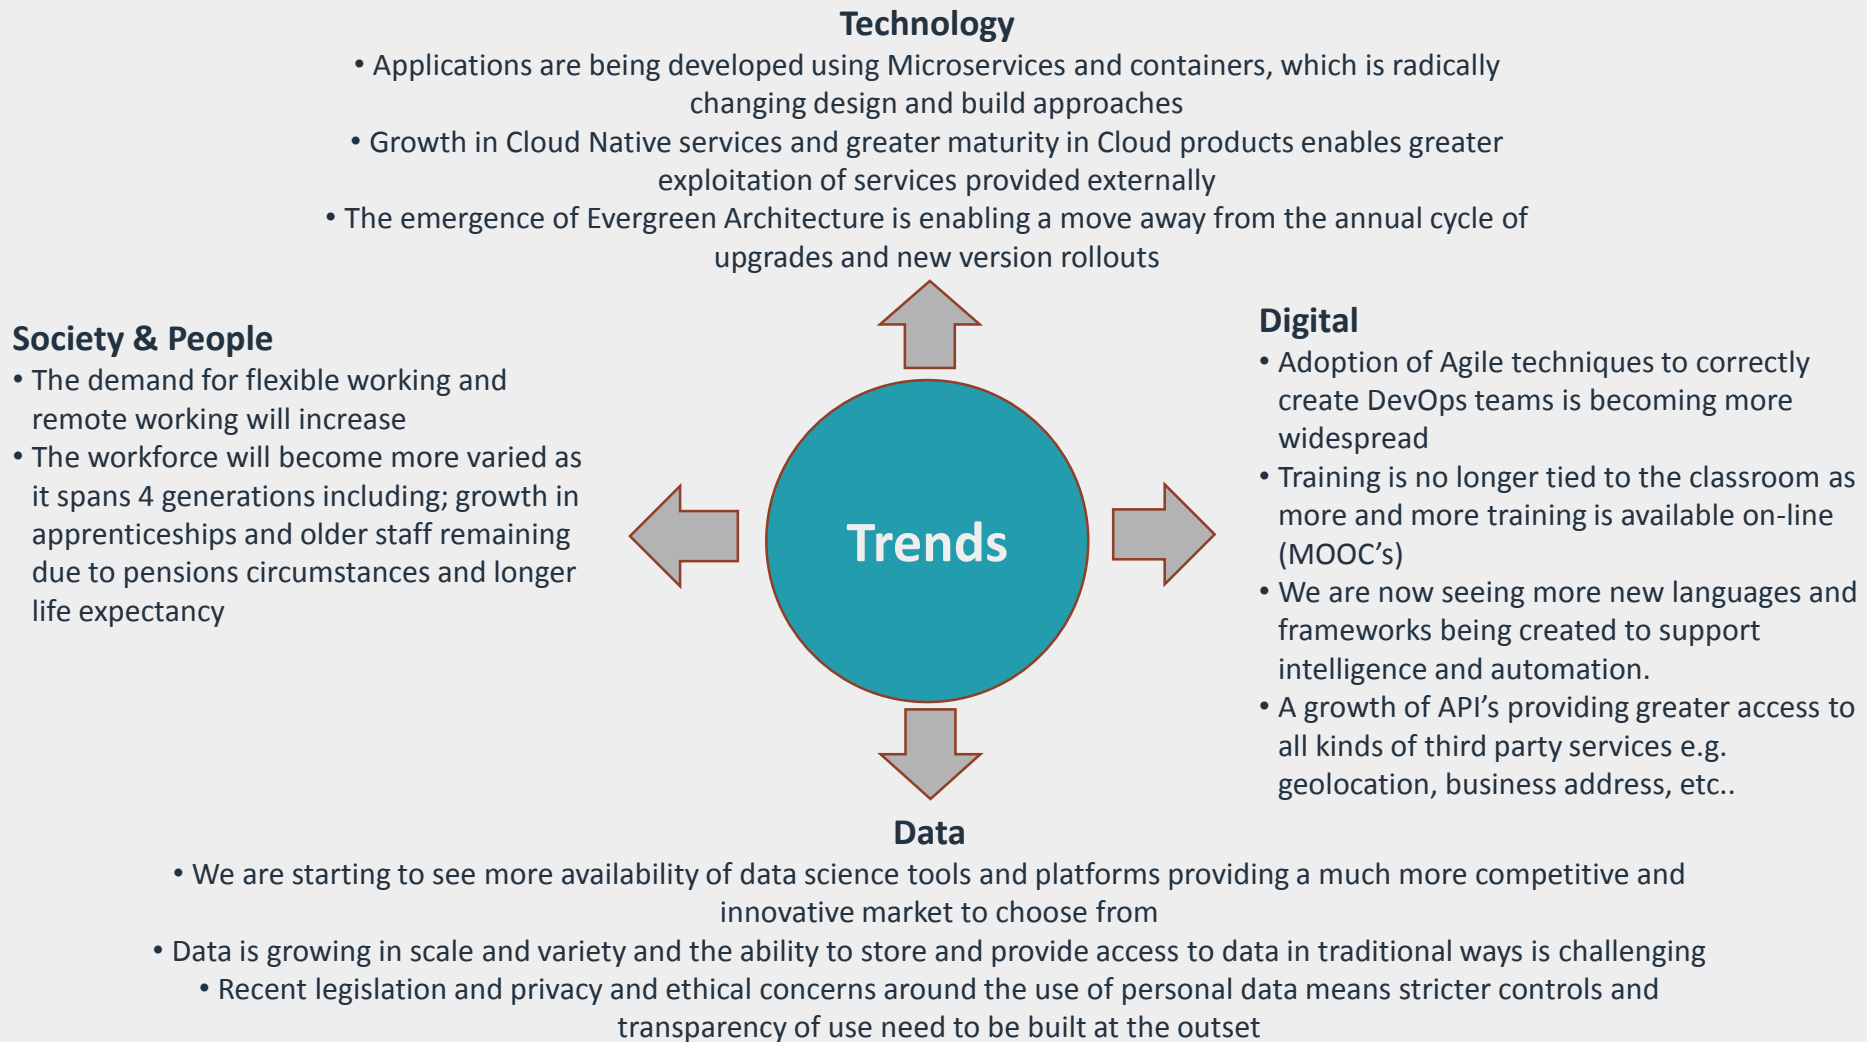 Technology
• Applications are being developed using Microservices and containers, which is radically
changing design and build approaches
• Growth in Cloud Native services and greater maturity in Cloud products enables greater
exploitation of services provided externally
• The emergence of Evergreen Architecture is enabling a move away from the annual cycle of
upgrades and new version rollouts
Society & People
• The demand for flexible working and
remote working will increase
• The workforce will become more varied as
it spans 4 generations including; growth in
apprenticeships and older staff remaining
due to pensions circumstances and longer
life expectancy
Trends
Digital
• Adoption of Agile techniques to correctly
create DevOps teams is becoming more
widespread
• Training is no longer tied to the classroom as
more and more training is available on-line
(MOOC’s)
• We are now seeing more new languages and
frameworks being created to support
intelligence and automation.
• A growth of API’s providing greater access to
all kinds of third party services e.g.
geolocation, business address, etc..
Data
• We are starting to see more availability of data science tools and platforms providing a much more competitive and
innovative market to choose from
• Data is growing in scale and variety and the ability to store and provide access to data in traditional ways is challenging
• Recent legislation and privacy and ethical concerns around the use of personal data means stricter controls and
transparency of use need to be built at the outset